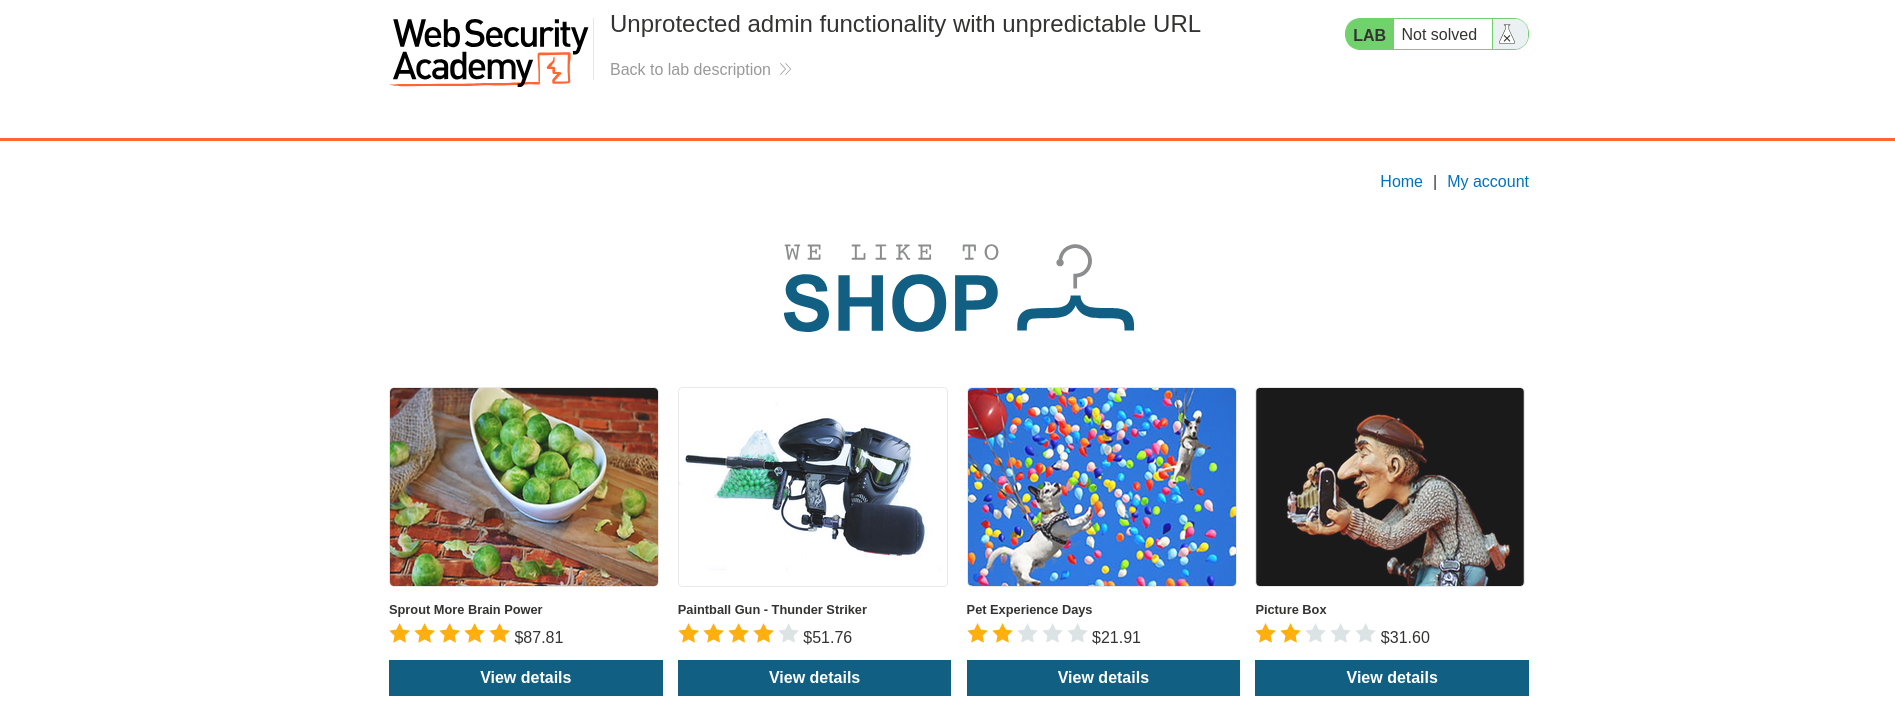 Web Security
Academy
Unprotected admin functionality with unpredictable URL
Back to lab description
LAB Not solved
Home | My account
WE LIKE TO
SHOP
Sprout More Brain Power
$87.81
View details
Paintball Gun - Thunder Striker
$51.76
View details
Pet Experience Days
$21.91
View details
Picture Box
$31.60
View details